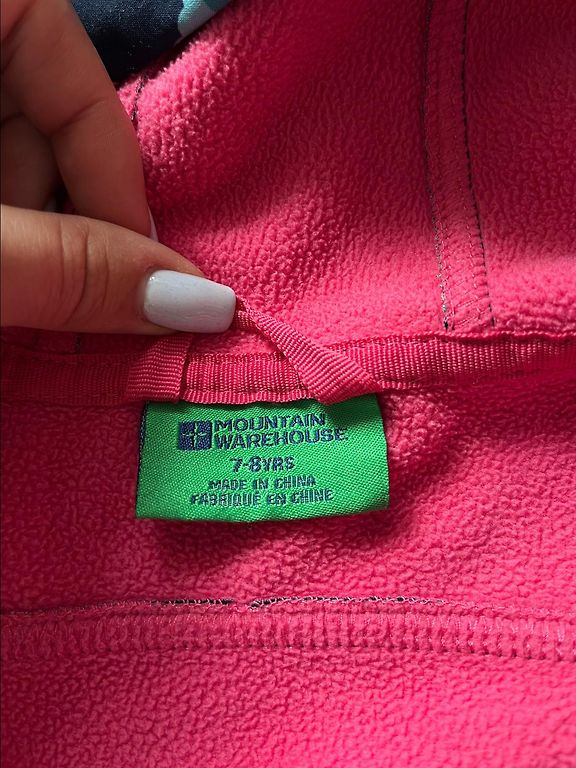 MOUNTAIN
WAREHOUSE
7-8YRS
MADE IN CHINA
FABRIQUÉ EN CHINE